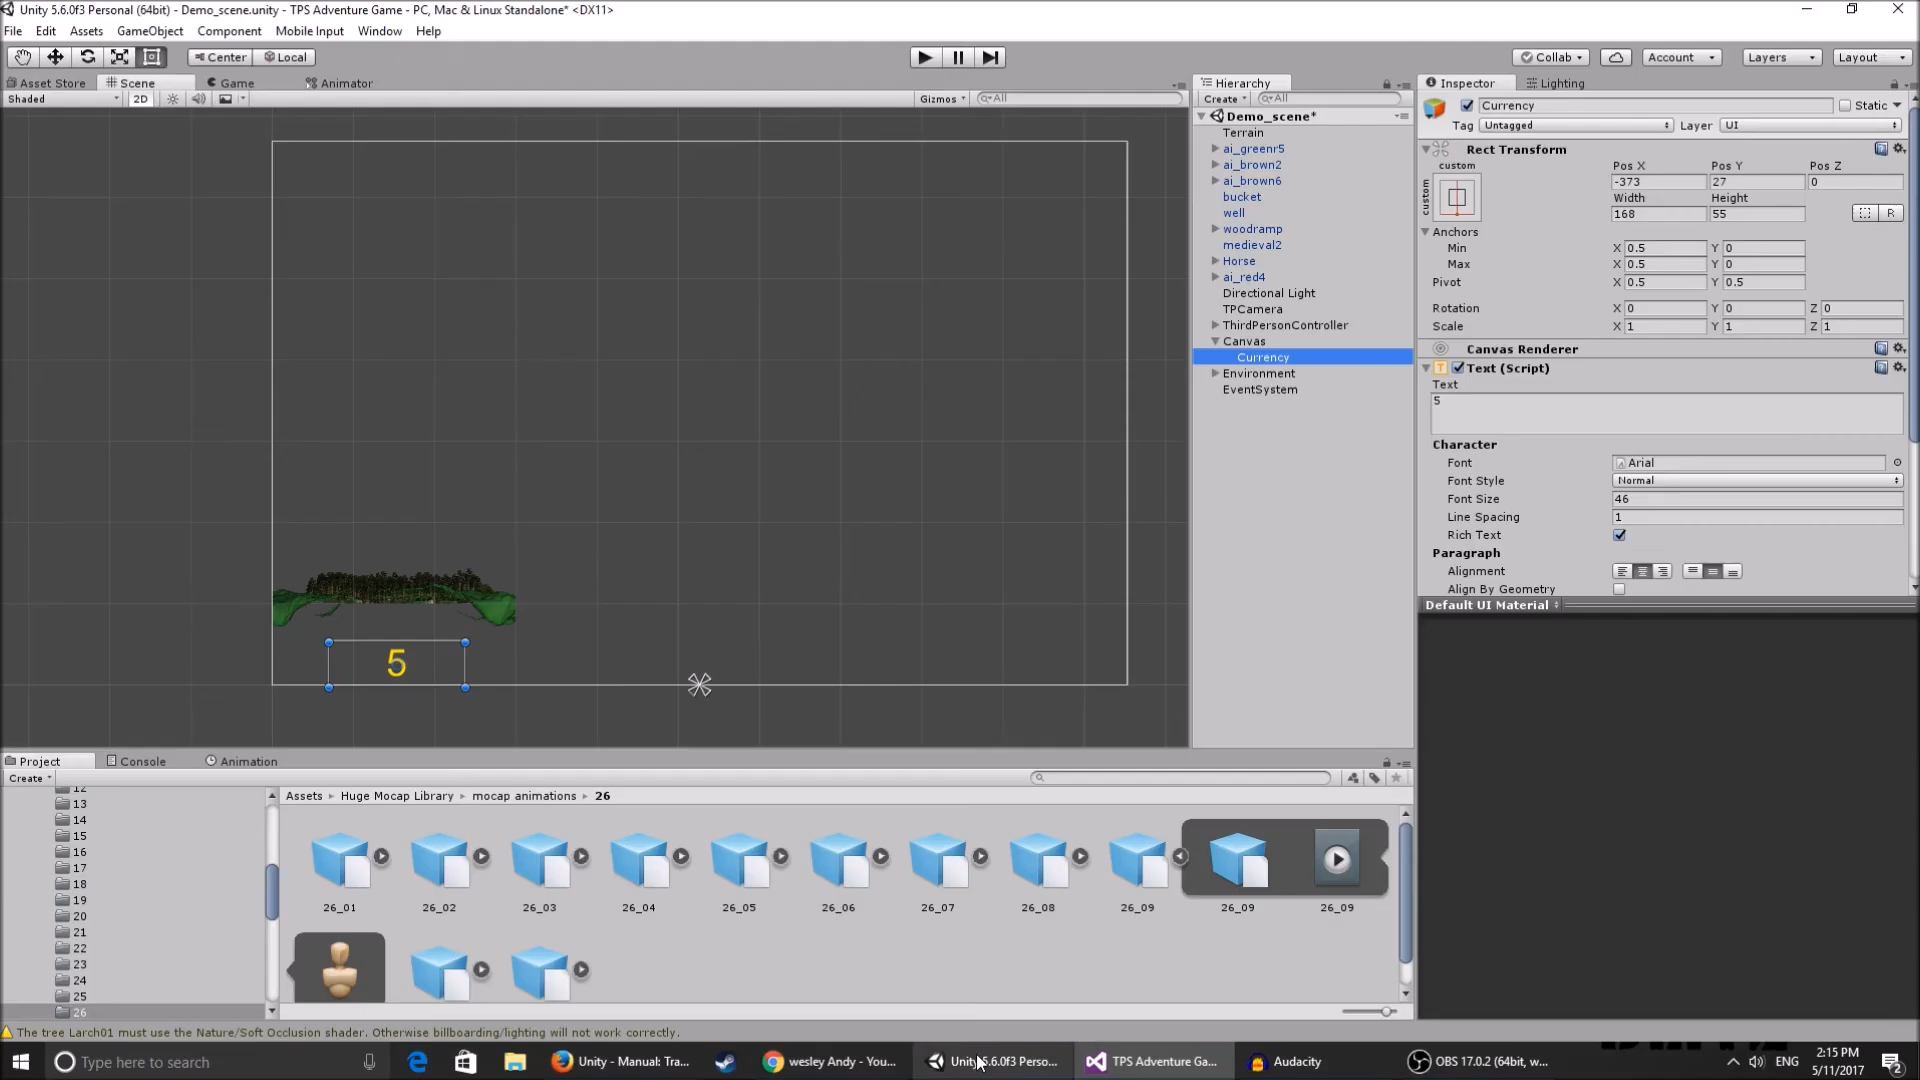 Unity 5.6.0f3 Personal (64bit) - Demo_scene.unity - TPS Adventure Game - PC, Mac & Linux Standalone* <DX11>
File Edit Assets GameObject Component Mobile Input Window Help
Center Local Collab Account Layers Layout
Asset Store Scene Game Animator Hierarchy Inspector Lighting
Shaded 2D Gizmos All Create All
Currency Static
Demo_scene*
Tag Untagged Layer UI
Terrain
ai_greenr5
ai_brown2
ai_brown6
bucket
well
woodramp
medieval2
Horse
ai_red4
Directional Light
TPCamera
ThirdPersonController
Canvas
Currency
Environment
EventSystem
Rect Transform
custom Pos X Pos Y Pos Z
custom
-373 27 0
Width Height
168 55 R
Anchors
Min X 0.5 Y 0
Max X 0.5 Y 0
Pivot X 0.5 Y 0.5
Rotation X 0 Y 0 Z 0
Scale X 1 Y 1 Z 1
Canvas Renderer
Text (Script)
Text
5
Character
Font Arial
Font Style Normal
Font Size 46
Line Spacing 1
Rich Text
Paragraph
Alignment
Align By Geometry
Default UI Material
5
Project Console Animation
Create
Assets Huge Mocap Library mocap animations 26
12
13
14
15
16
17
18
19
20
21
22
23
24
25
26
26_01 26_02 26_03 26_04 26_05 26_06 26_07 26_08 26_09 26_09 26_09
The tree Larch01 must use the Nature/Soft Occlusion shader. Otherwise billboarding/lighting will not work correctly.
Type here to search
Unity - Manual: Tra...
wesley Andy - You...
Unity 5.6.0f3 Perso...
TPS Adventure Ga...
Audacity
OBS 17.0.2 (64bit, w...
ENG
2:15 PM
5/11/2017
2